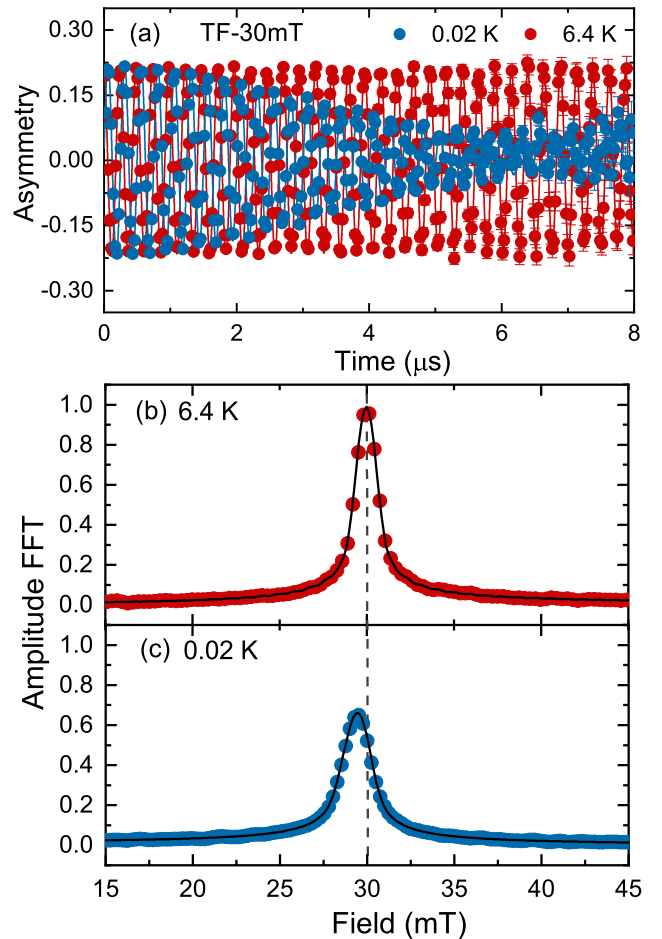 (a) TF-30mT 0.02 K 6.4 K
0.30
0.15
0.00
-0.15
-0.30
Asymmetry
0 2 4 6 8
Time (μs)
(b) 6.4 K
1.0
0.8
0.6
0.4
0.2
0.0
(c) 0.02 K
1.0
0.8
0.6
0.4
0.2
0.0
Amplitude FFT
15 20 25 30 35 40 45
Field (mT)